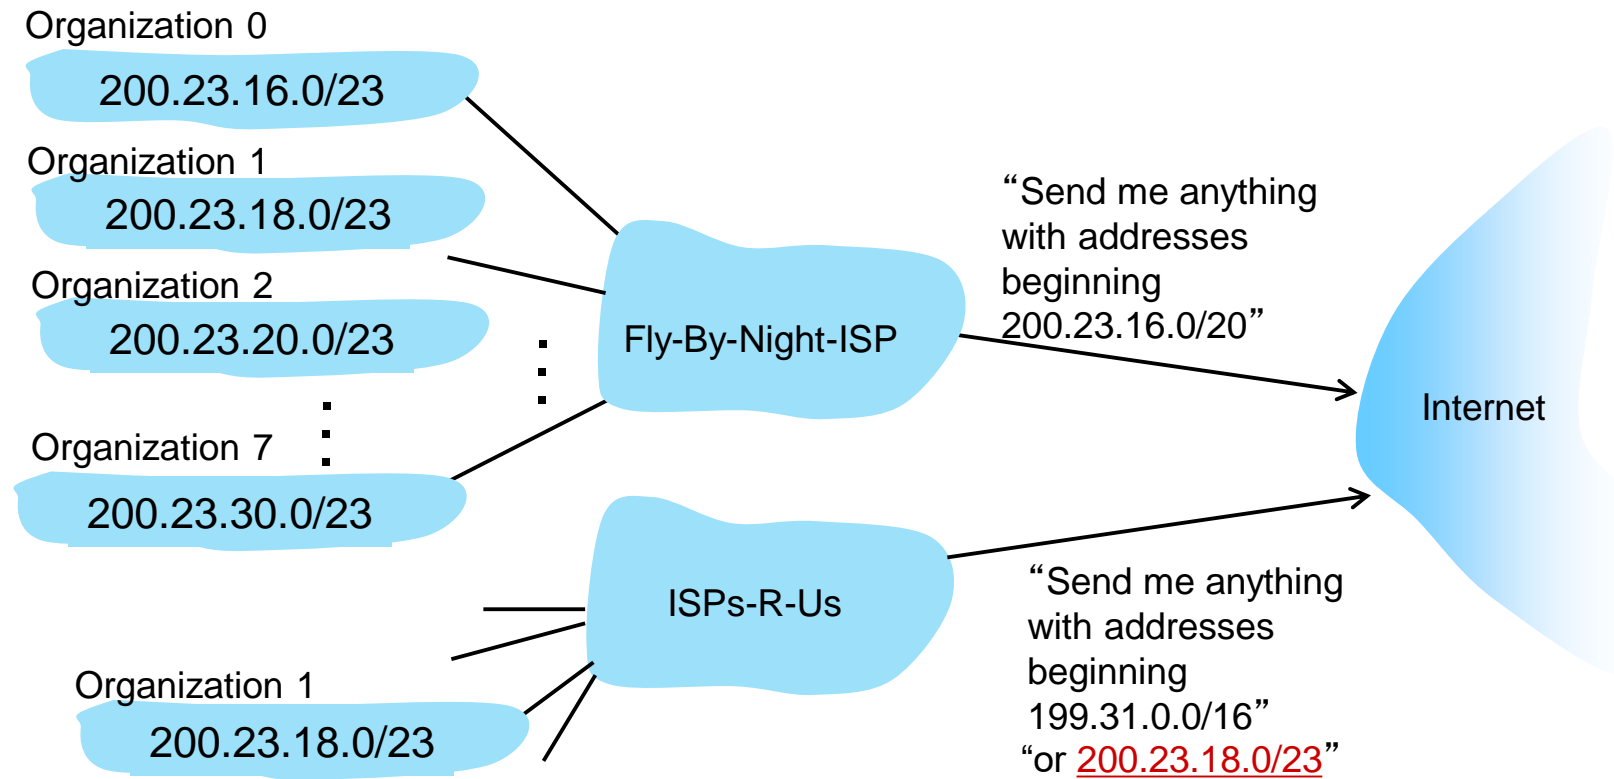 Organization 0
200.23.16.0/23
Organization 1
200.23.18.0/23
Organization 2
200.23.20.0/23
Organization 7
200.23.30.0/23
Fly-By-Night-ISP
“Send me anything
with addresses
beginning
200.23.16.0/20”
Internet
ISPs-R-Us
Organization 1
200.23.18.0/23
“Send me anything
with addresses
beginning
199.31.0.0/16”
“or 200.23.18.0/23”